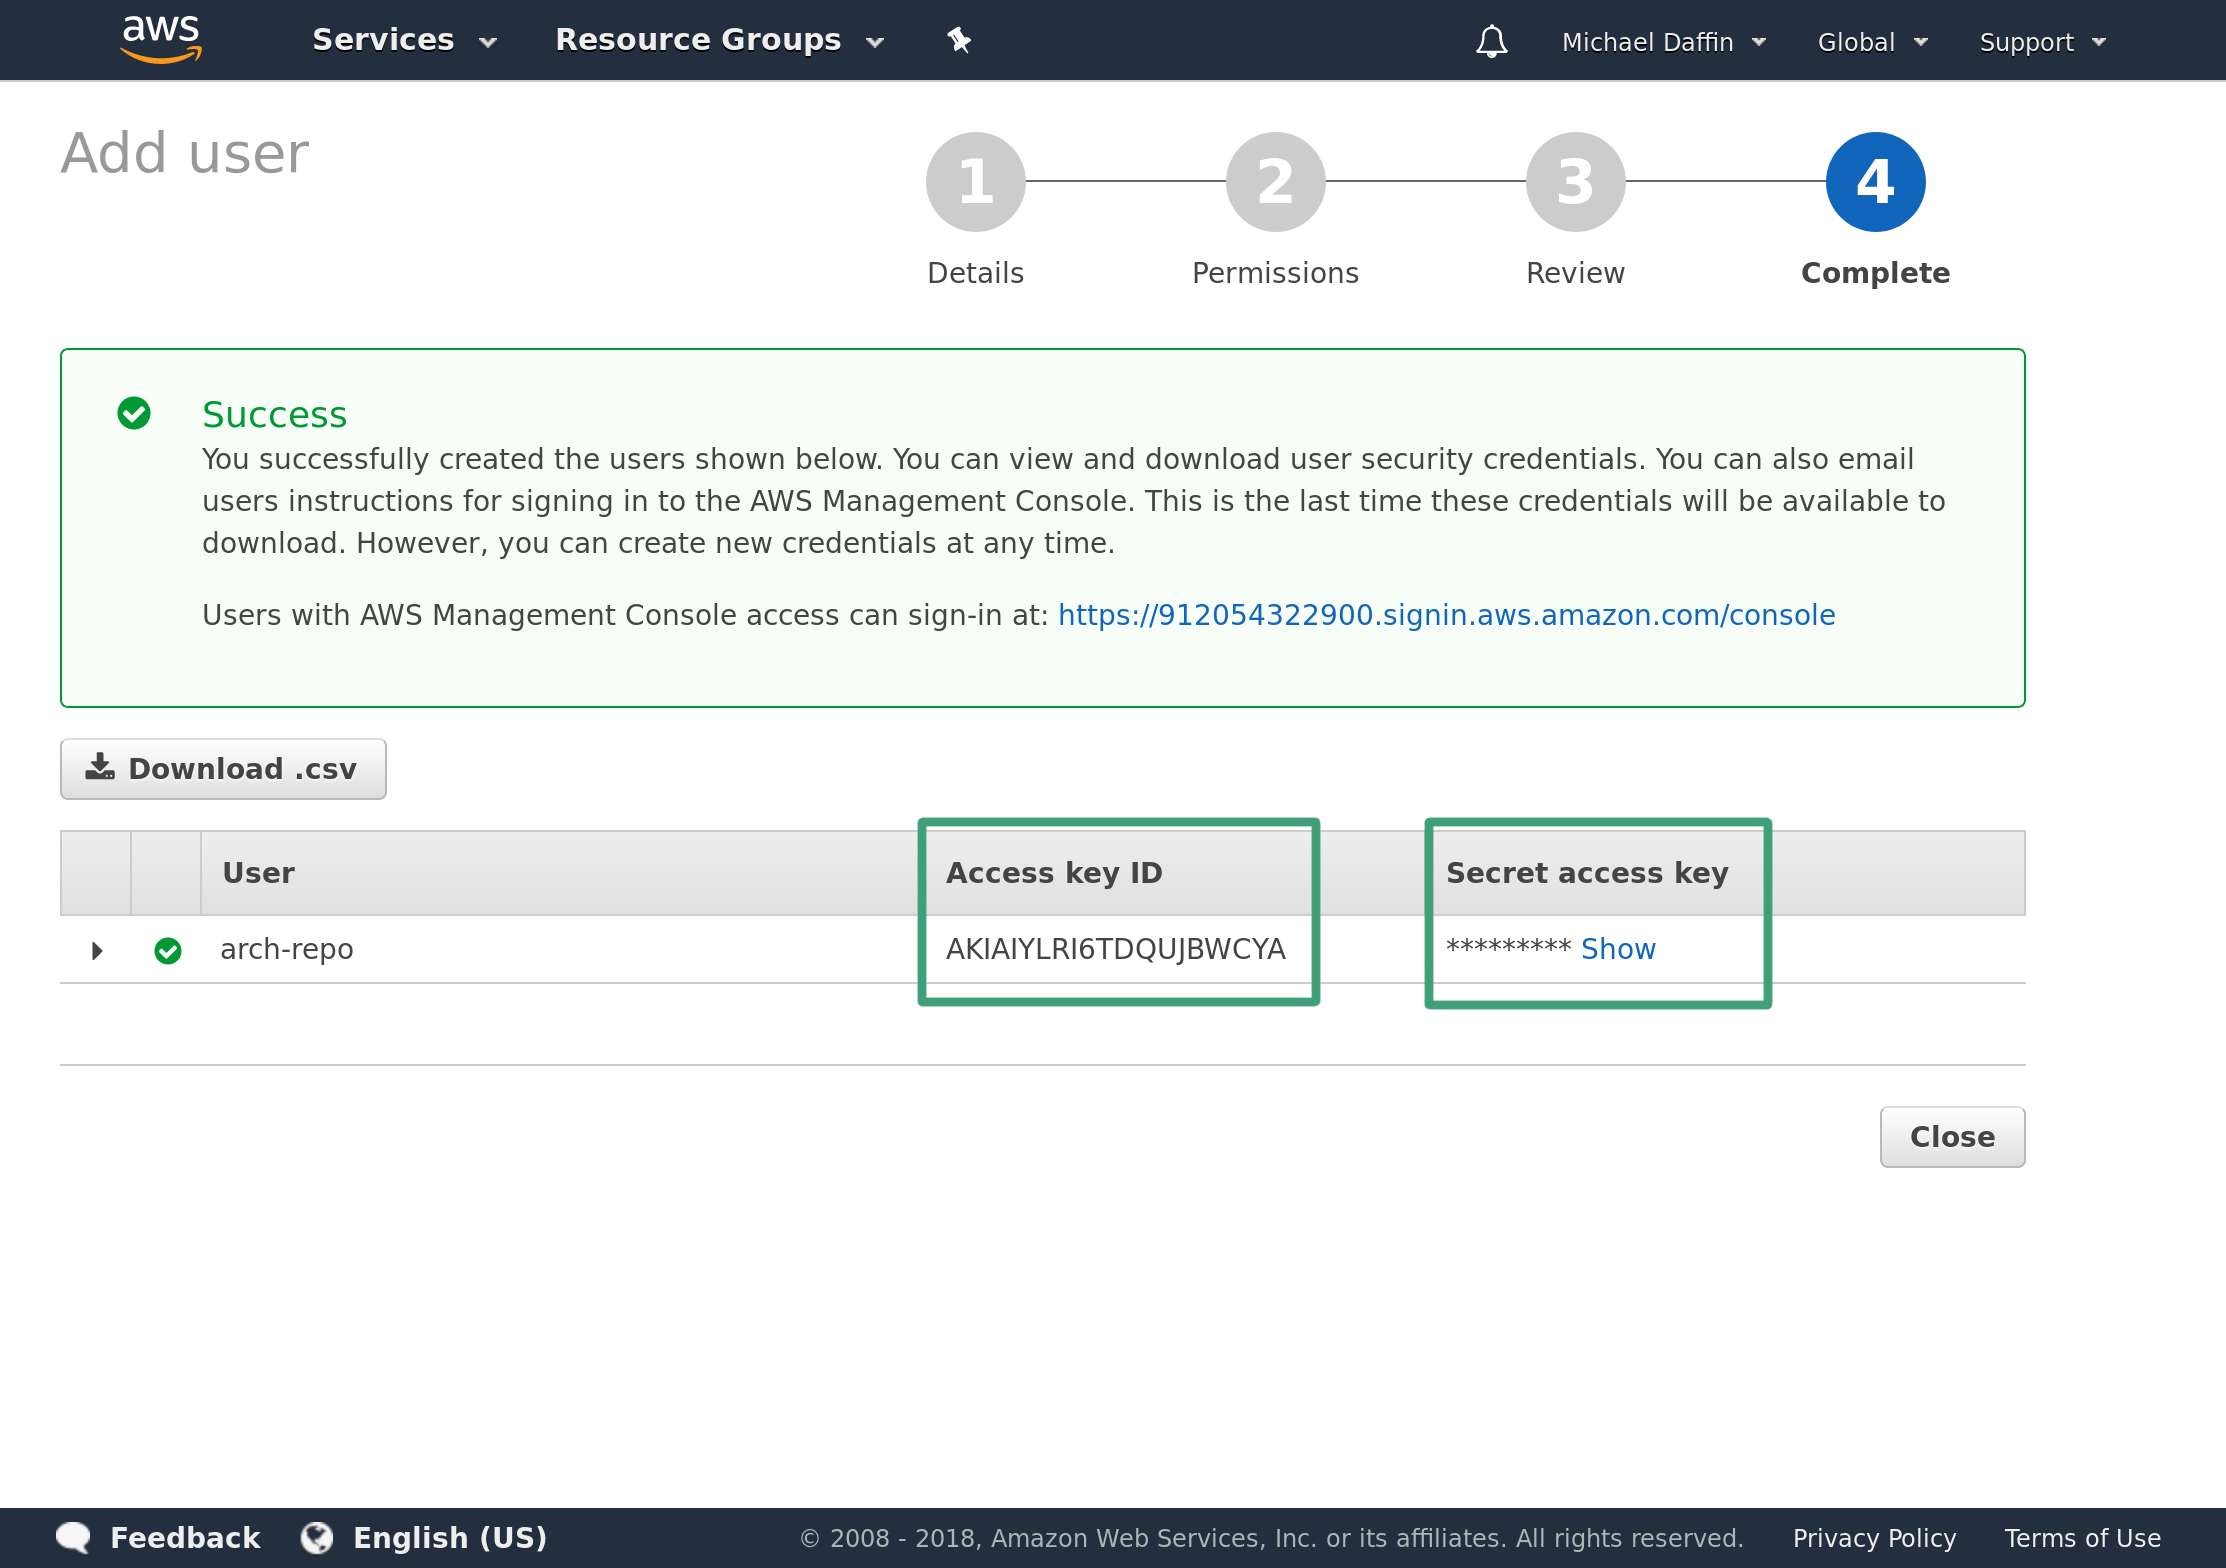 aws Services Resource Groups Michael Daffin Global Support
Add user
1 2 3 4
Details Permissions Review Complete
Success
You successfully created the users shown below. You can view and download user security credentials. You can also email
users instructions for signing in to the AWS Management Console. This is the last time these credentials will be available to
download. However, you can create new credentials at any time.
Users with AWS Management Console access can sign-in at: https://912054322900.signin.aws.amazon.com/console
Download .csv
User Access key ID Secret access key
arch-repo AKIAIYLRI6TDQUJBWCYA ********* Show
Close
Feedback English (US) © 2008 - 2018, Amazon Web Services, Inc. or its affiliates. All rights reserved. Privacy Policy Terms of Use